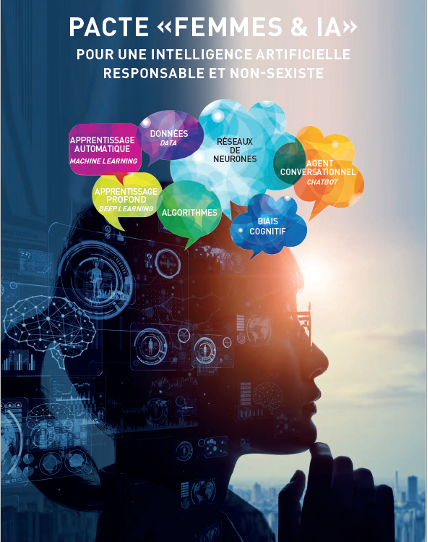 PACTE «FEMMES & IA»
POUR UNE INTELLIGENCE ARTIFICIELLE
RESPONSABLE ET NON-SEXISTE
APPRENTISSAGE
AUTOMATIQUE
MACHINE LEARNING
DONNÉES
DATA
RÉSEAUX
DE
NEURONES
AGENT
CONVERSATIONNEL
CHATBOT
APPRENTISSAGE
PROFOND
DEEP LEARNING
ALGORITHMES
BIAIS
COGNITIF